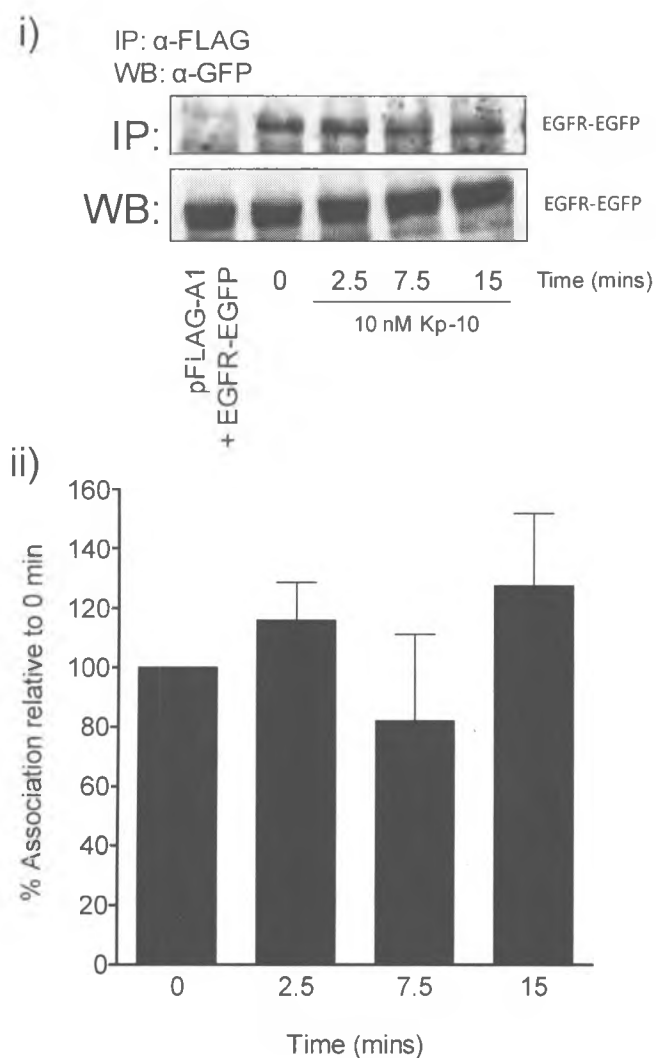 i)
IP: α-FLAG
WB: α-GFP
IP:
EGFR-EGFP
WB:
EGFR-EGFP
pFLAG-A1
+ EGFR-EGFP
0 2.5 7.5 15 Time (mins)
10 nM Kp-10
ii)
% Association relative to 0 min
160
140
120
100
80
60
40
20
0
0 2.5 7.5 15
Time (mins)